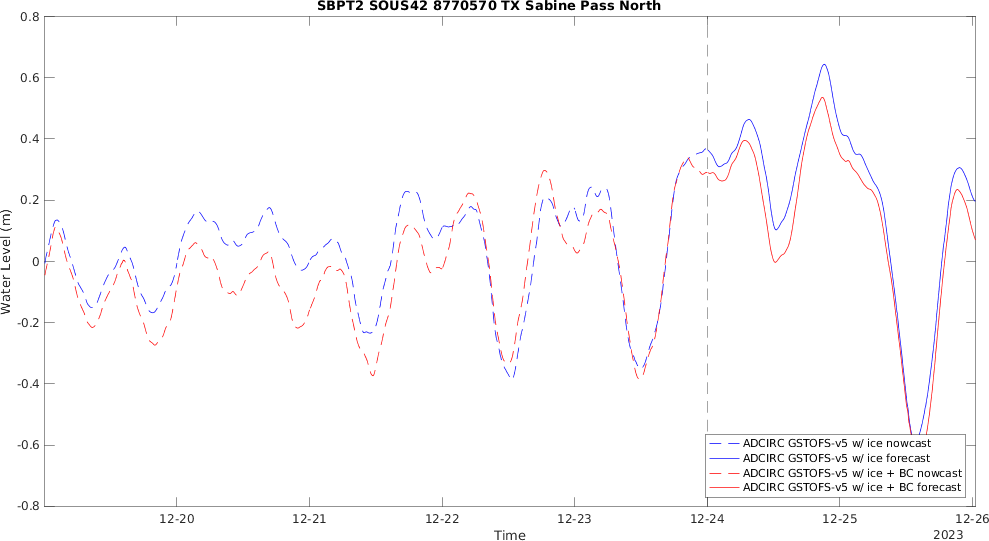 SBPT2 SOUS42 8770570 TX Sabine Pass North
0.8
0.6
0.4
0.2
0
-0.2
-0.4
-0.6
-0.8
Water Level (m)
ADCIRC GSTOFS-v5 w/ ice nowcast
ADCIRC GSTOFS-v5 w/ ice forecast
ADCIRC GSTOFS-v5 w/ ice + BC nowcast
ADCIRC GSTOFS-v5 w/ ice + BC forecast
12-20 12-21 12-22 12-23 12-24 12-25 12-26
Time
2023